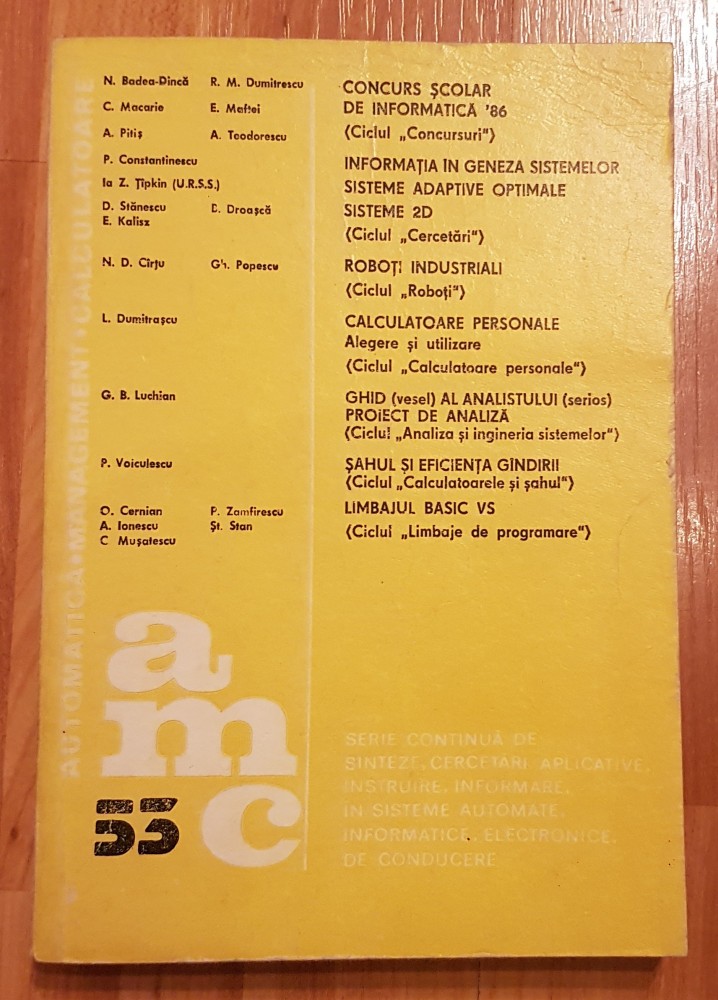 N. Badea-Dincă R. M. Dumitrescu CONCURS ȘCOLAR
C. Macarie E. Maftei DE INFORMATICĂ '86
A. Pitiș A. Teodorescu ⟨Ciclul „Concursuri"⟩
P. Constantinescu INFORMAȚIA IN GENEZA SISTEMELOR
Ia Z. Țîpkin (U.R.S.S.) SISTEME ADAPTIVE OPTIMALE
D. Stănescu D. Droașcă SISTEME 2D
E. Kalisz
⟨Ciclul „Cercetări"⟩
N. D. Cîrțu Gh. Popescu ROBOȚI INDUSTRIALI
⟨Ciclul „Roboți"⟩
L. Dumitrașcu CALCULATOARE PERSONALE
Alegere și utilizare
⟨Ciclul „Calculatoare personale"⟩
G. B. Luchian GHID (vesel) AL ANALISTULUI (serios)
PROIECT DE ANALIZĂ
⟨Ciclul „Analiza și ingineria sistemelor"⟩
P. Voiculescu ȘAHUL ȘI EFICIENȚA GÎNDIRII
⟨Ciclul „Calculatoarele și șahul"⟩
O. Cernian P. Zamfirescu LIMBAJUL BASIC VS
A. Ionescu Șt. Stan ⟨Ciclul „Limbaje de programare"⟩
C Mușatescu
AUTOMATICA•MANAGEMENT•CALCULATOARE
a
m
c
53
SERIE CONTINUĂ DE
SINTEZE, CERCETĂRI APLICATIVE,
INSTRUIRE, INFORMARE,
IN SISTEME AUTOMATE,
INFORMATICE, ELECTRONICE,
DE CONDUCERE